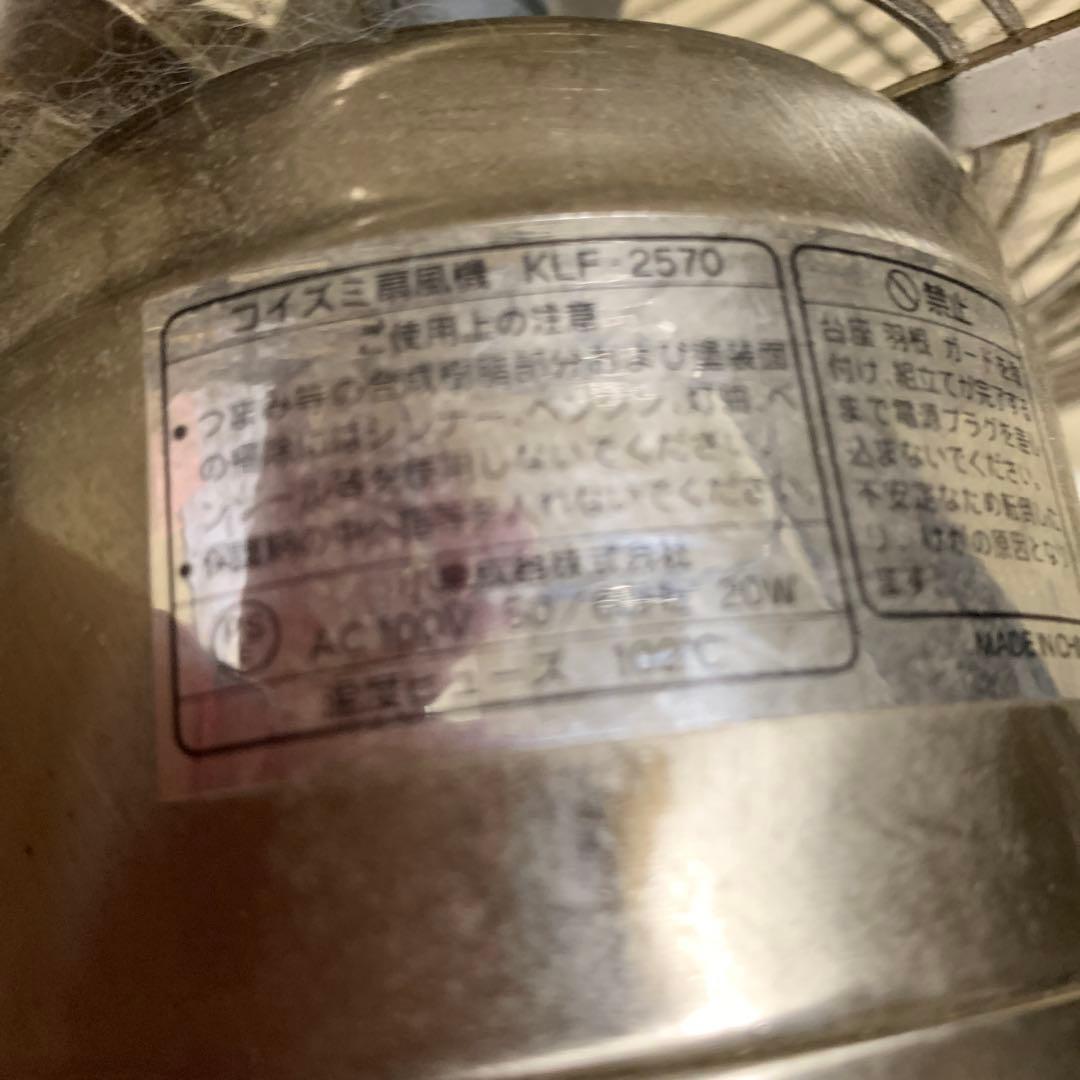 コイズミ扇風機 KLF-2570
ご使用上の注意
• つまみ等の合成樹脂部分および塗装面
の掃除にはシンナー、ベンジン、灯油、ベ
ンジール等を使用しないでください。
• 保護網の中へ指等を入れないでください。
小 成器株式会社
AC 100V 50/60Hz 20W
温度ヒューズ 102℃
禁止
台座 羽根 ガードを
付け、組立てが完了する
まで電源プラグを差し
込まないでください。
不安定なため転倒した
り、けがの原因となり
ます。
MADE IN